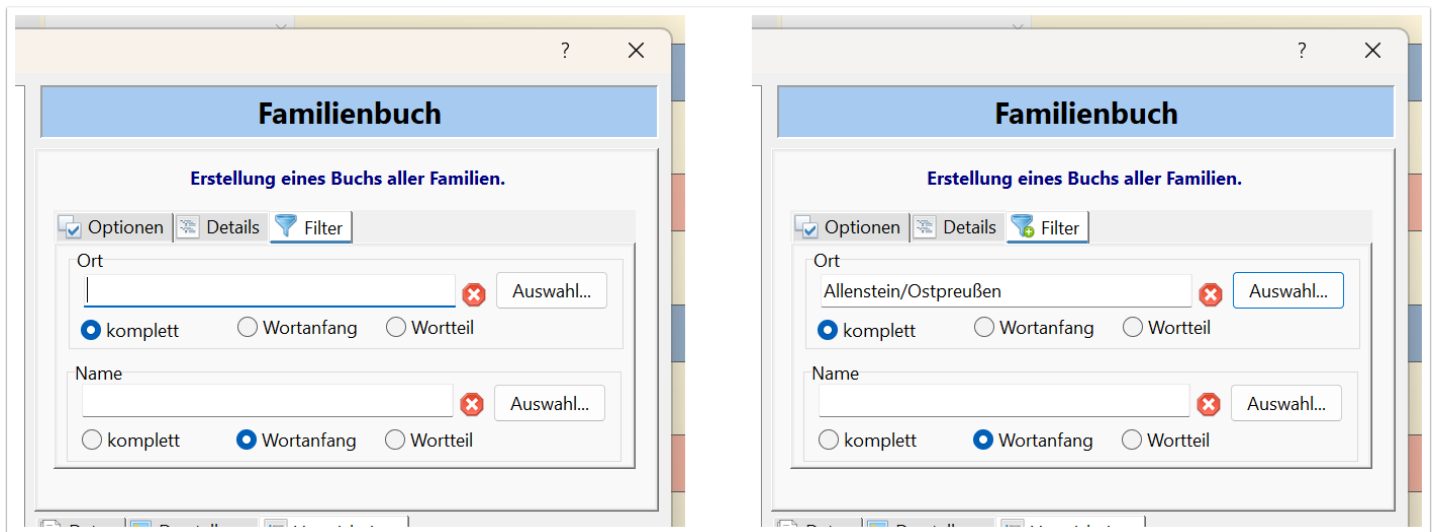 ?
Familienbuch
Erstellung eines Buchs aller Familien.
Optionen Details Filter
Ort
Auswahl...
komplett Wortanfang Wortteil
Name
Auswahl...
komplett Wortanfang Wortteil
?
Familienbuch
Erstellung eines Buchs aller Familien.
Optionen Details Filter
Ort
Allenstein/Ostpreußen Auswahl...
komplett Wortanfang Wortteil
Name
Auswahl...
komplett Wortanfang Wortteil